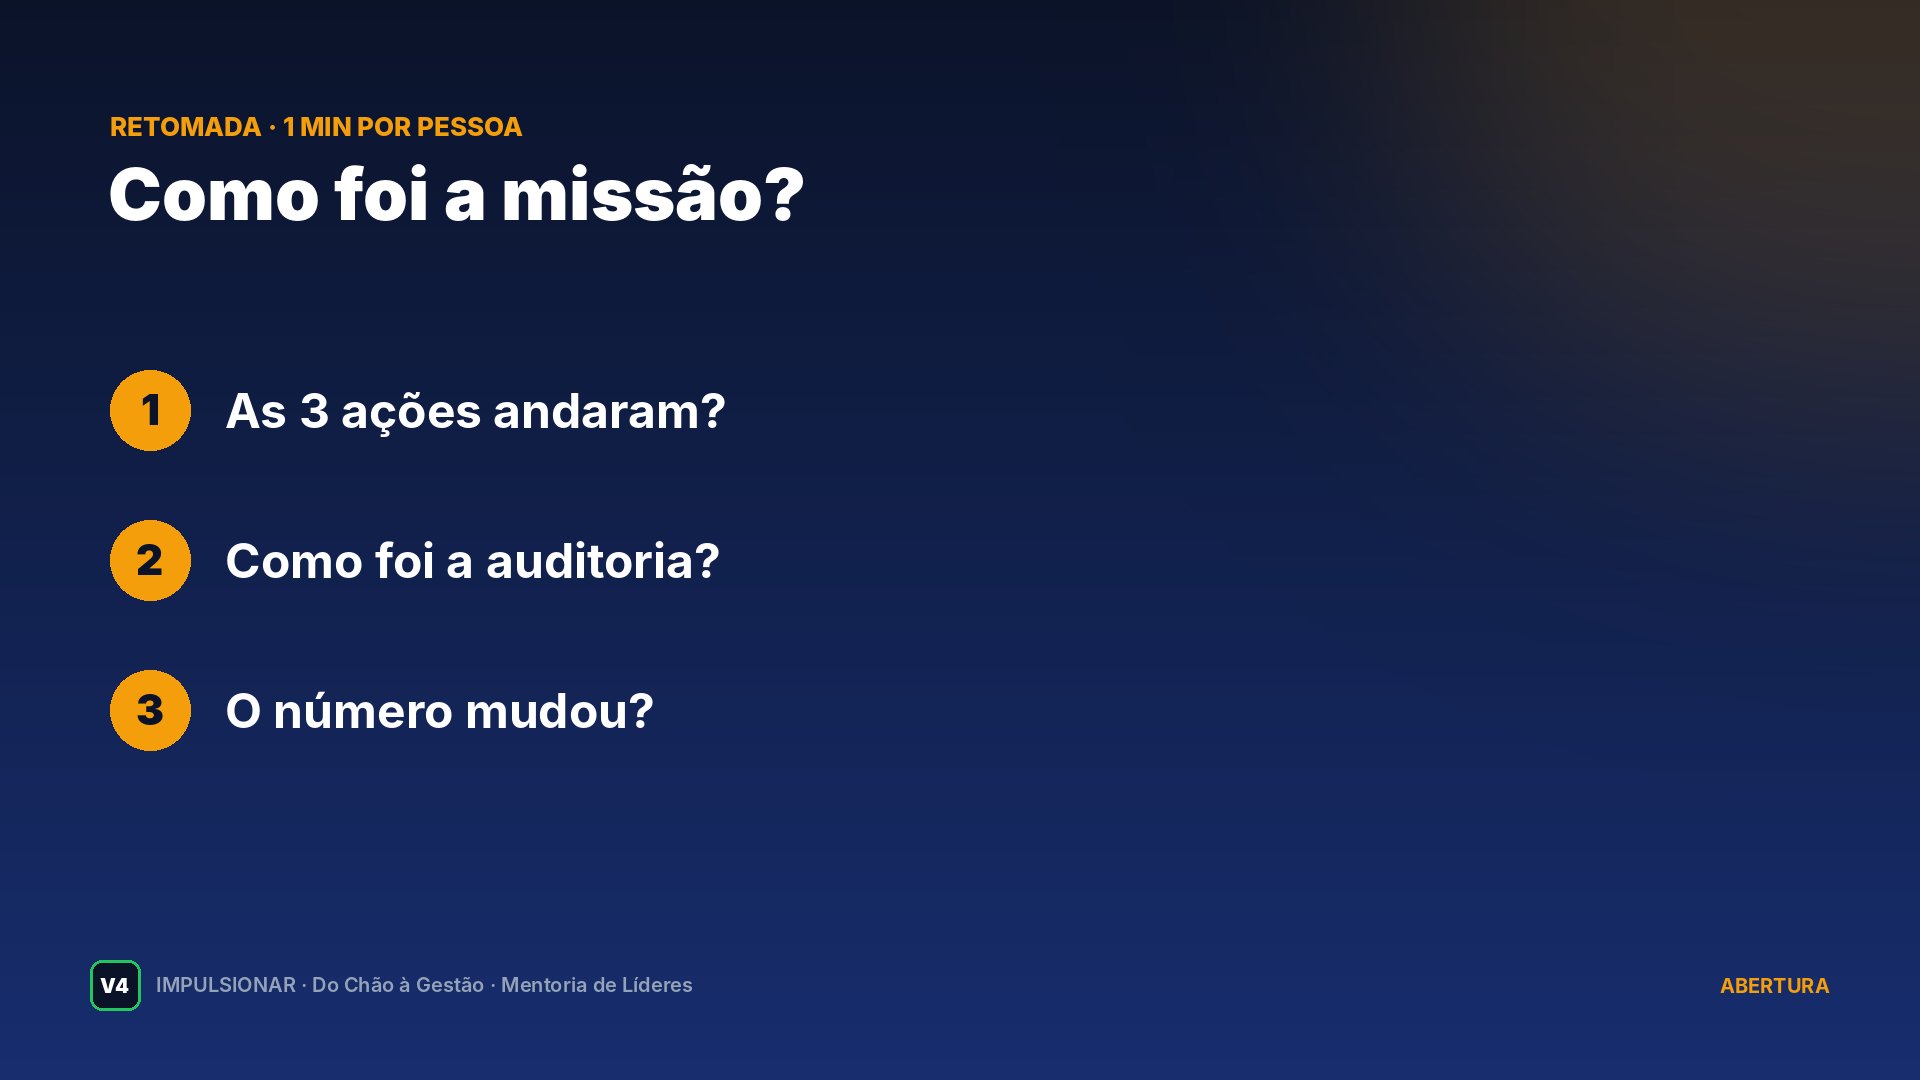 RETOMADA · 1 MIN POR PESSOA
Como foi a missão?
1 As 3 ações andaram?
2 Como foi a auditoria?
3 O número mudou?
V4 IMPULSIONAR · Do Chão à Gestão · Mentoria de Líderes
ABERTURA